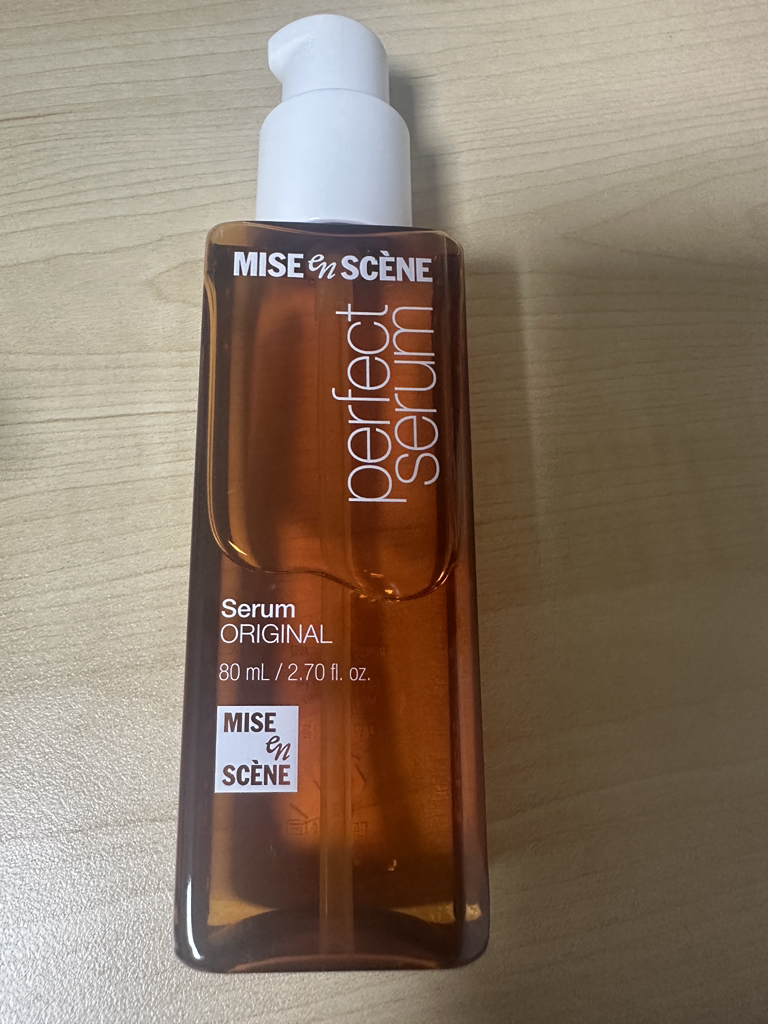 MISE en SCÈNE
perfect
serum
Serum
ORIGINAL
80 mL / 2.70 fl. oz.
MISE
en
SCÈNE